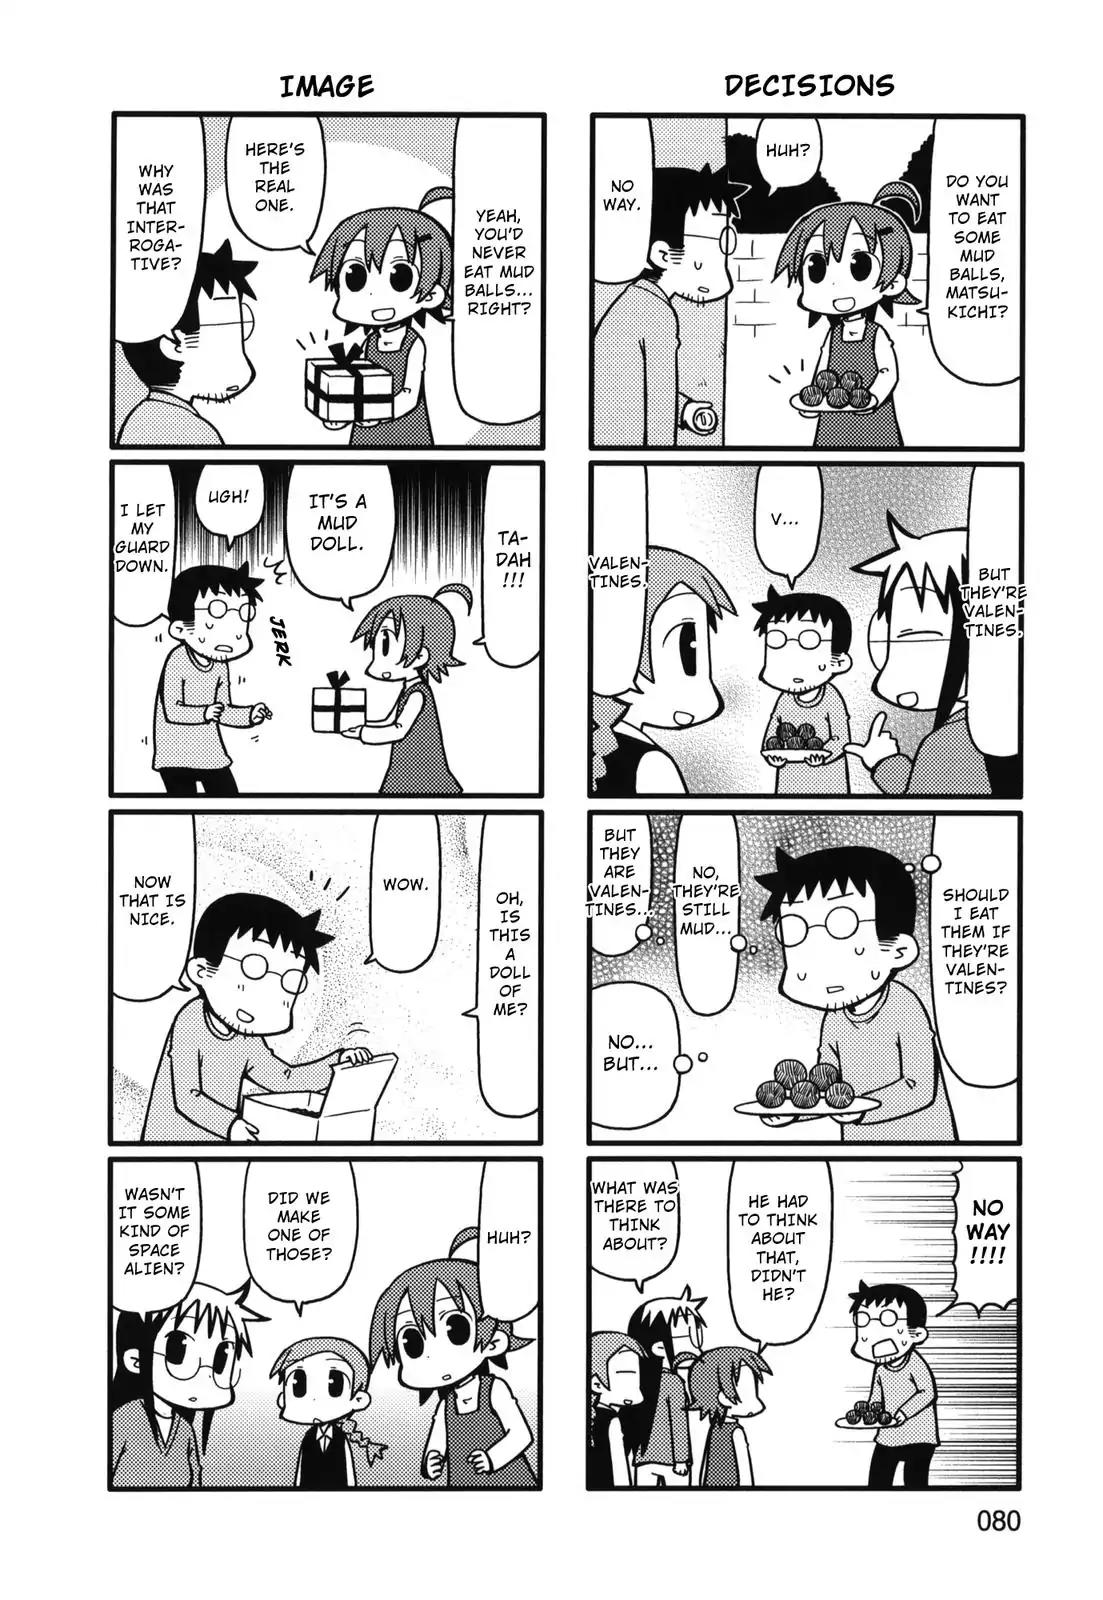 DECISIONS
DO YOU
WANT
TO EAT
SOME
MUD
BALLS,
MATSU-
KICHI?
HUH?
NO
WAY.
BUT
THEY'RE
VALEN-
TINES.
V...
VALEN-
TINES.
SHOULD
I EAT
THEM IF
THEY'RE
VALEN-
TINES?
NO,
THEY'RE
STILL
MUD...
BUT
THEY
ARE
VALEN-
TINES...
NO...
BUT...
NO
WAY
!!!!
HE HAD
TO THINK
ABOUT
THAT,
DIDN'T
HE?
WHAT WAS
THERE TO
THINK
ABOUT?
IMAGE
YEAH,
YOU'D
NEVER
EAT MUD
BALLS...
RIGHT?
HERE'S
THE
REAL
ONE.
WHY
WAS
THAT
INTER-
ROGA-
TIVE?
TA-
DAH
!!!
IT'S A
MUD
DOLL.
JERK
UGH!
I LET
MY
GUARD
DOWN.
OH,
IS
THIS
A
DOLL
OF
ME?
WOW.
NOW
THAT IS
NICE.
HUH?
DID WE
MAKE
ONE OF
THOSE?
WASN'T
IT SOME
KIND OF
SPACE
ALIEN?
080